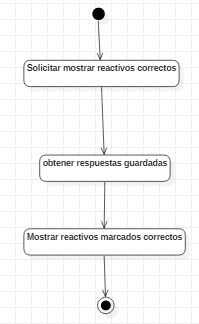 Solicitar mostrar reactivos correctos
obtener respuestas guardadas
Mostrar reactivos marcados correctos